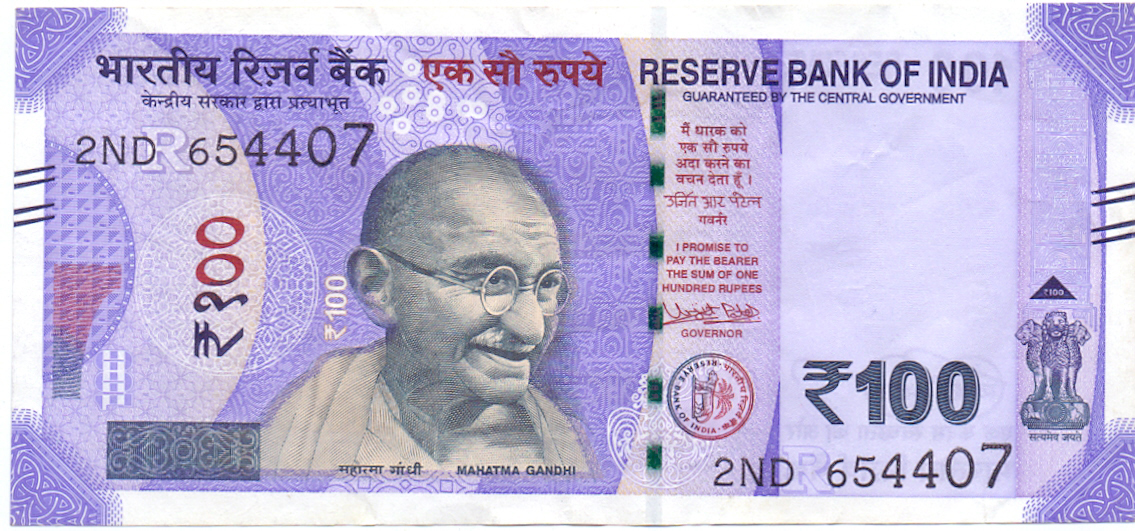 भारतीय रिज़र्व बैंक
केन्द्रीय सरकार द्वारा प्रत्याभूत
एक सौ रुपये
RESERVE BANK OF INDIA
GUARANTEED BY THE CENTRAL GOVERNMENT
2ND 654407
R
₹१००
₹100
मैं धारक को
एक सौ रुपये
अदा करने का
वचन देता हूँ ।
उर्जित आर पटेल
गवर्नर
I PROMISE TO
PAY THE BEARER
THE SUM OF ONE
HUNDRED RUPEES
Urjit Patel
GOVERNOR
भारतीय रिज़र्व बैंक
RESERVE BANK OF INDIA
₹100
₹100
सत्यमेव जयते
महात्मा गांधी
MAHATMA GANDHI
R
2ND 654407